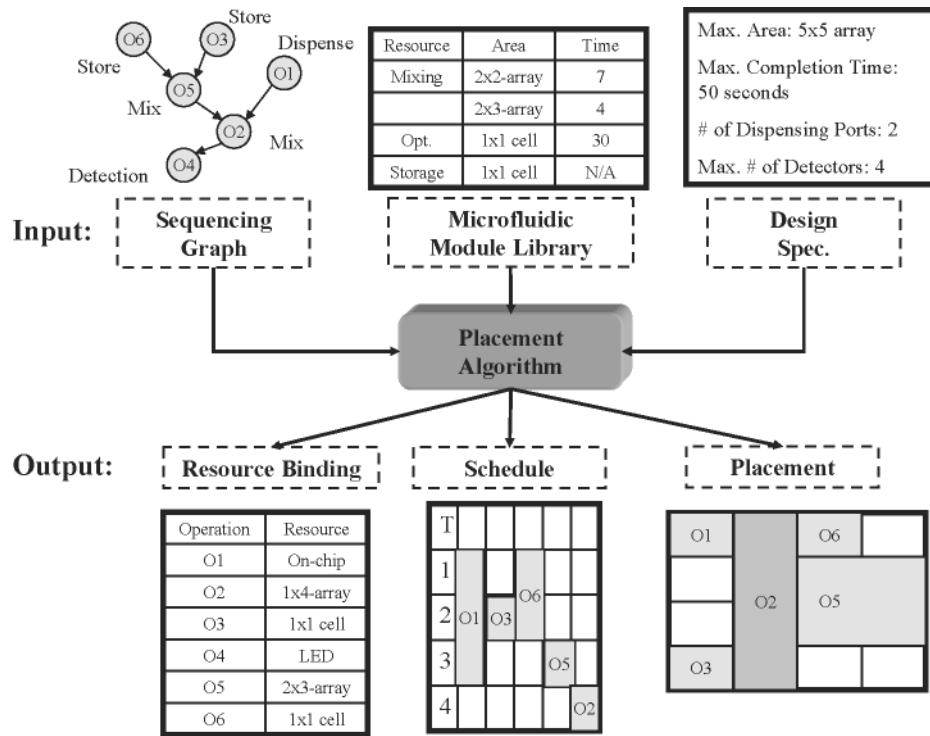 Store
O6
O3
Dispense
Store
O1
O5
Mix
O2
Mix
O4
Detection
Resource Area Time
Mixing 2x2-array 7
2x3-array 4
Opt. 1x1 cell 30
Storage 1x1 cell N/A
Max. Area: 5x5 array
Max. Completion Time:
50 seconds
# of Dispensing Ports: 2
Max. # of Detectors: 4
Input:
Sequencing
Graph
Microfluidic
Module Library
Design
Spec.
Placement
Algorithm
Output:
Resource Binding
Schedule
Placement
Operation Resource
O1 On-chip
O2 1x4-array
O3 1x1 cell
O4 LED
O5 2x3-array
O6 1x1 cell
T
1
2
3
4
O1
O3
O6
O5
O2
O1
O6
O2
O5
O3